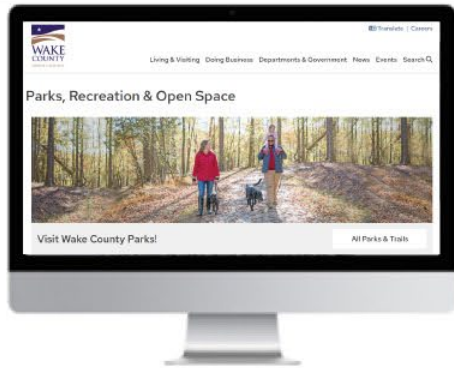 Translate | Careers
WAKE
COUNTY
Living & Visiting Doing Business Departments & Government News Events Search
Parks, Recreation & Open Space
Visit Wake County Parks!
All Parks & Trails